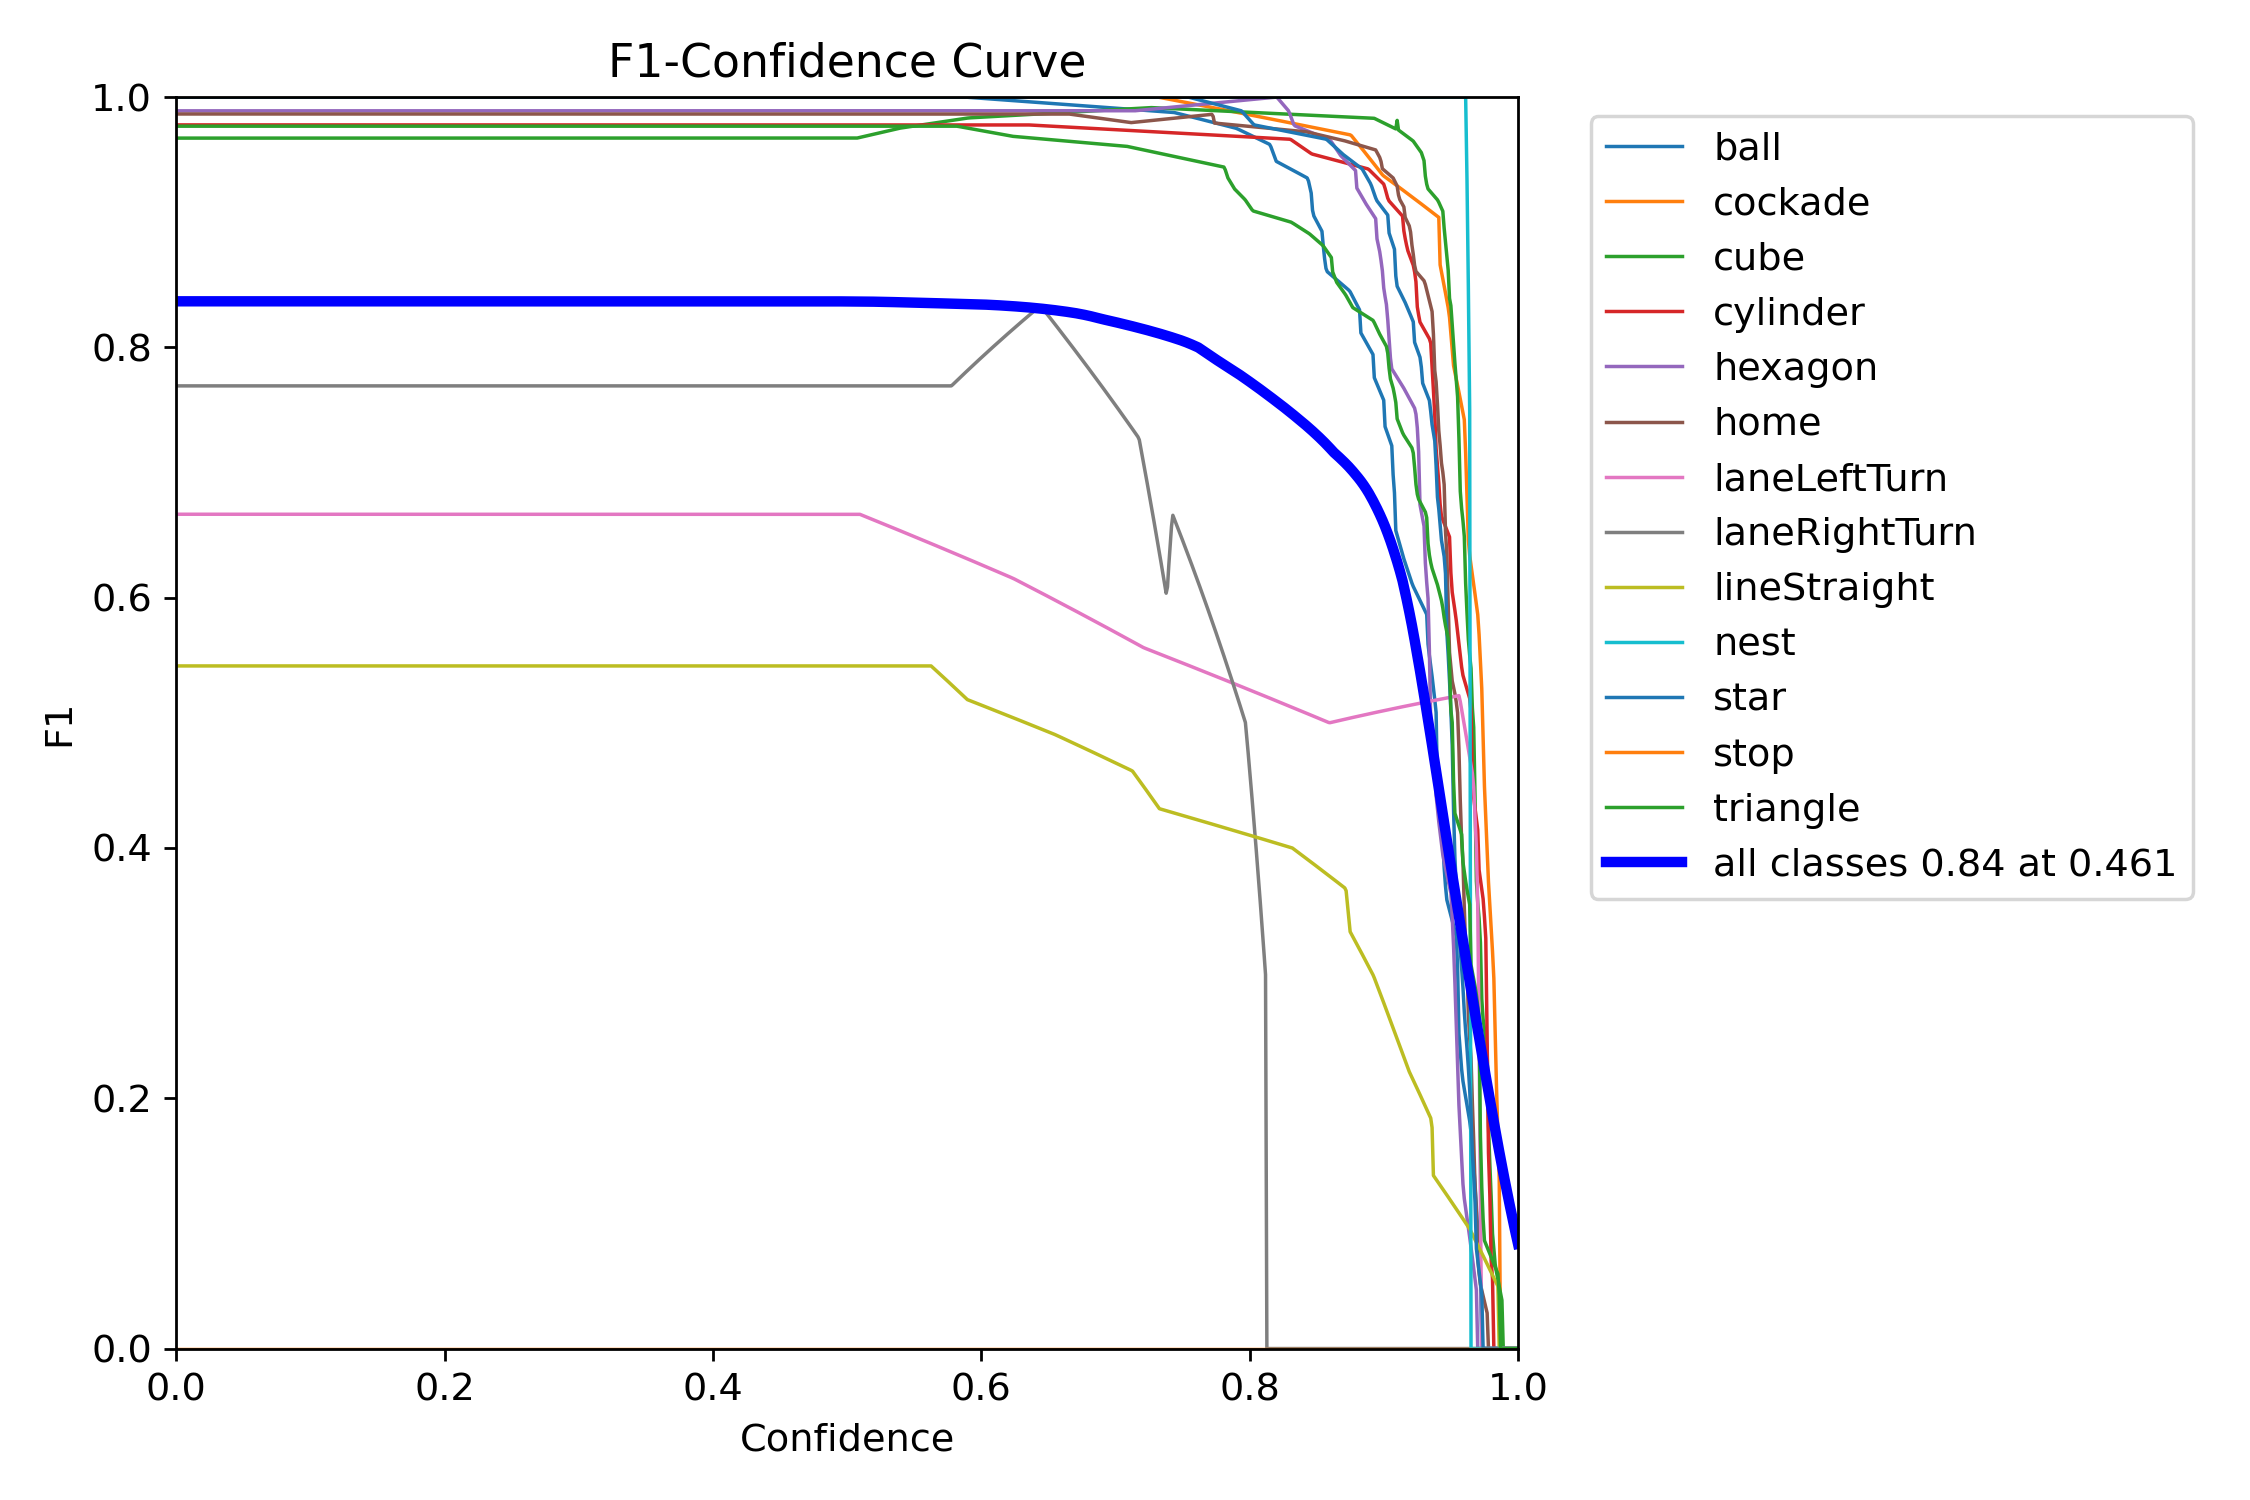 F1-Confidence Curve
1.0
0.8
0.6
0.4
0.2
0.0
F1
0.0 0.2 0.4 0.6 0.8 1.0
Confidence
ball
cockade
cube
cylinder
hexagon
home
laneLeftTurn
laneRightTurn
lineStraight
nest
star
stop
triangle
all classes 0.84 at 0.461